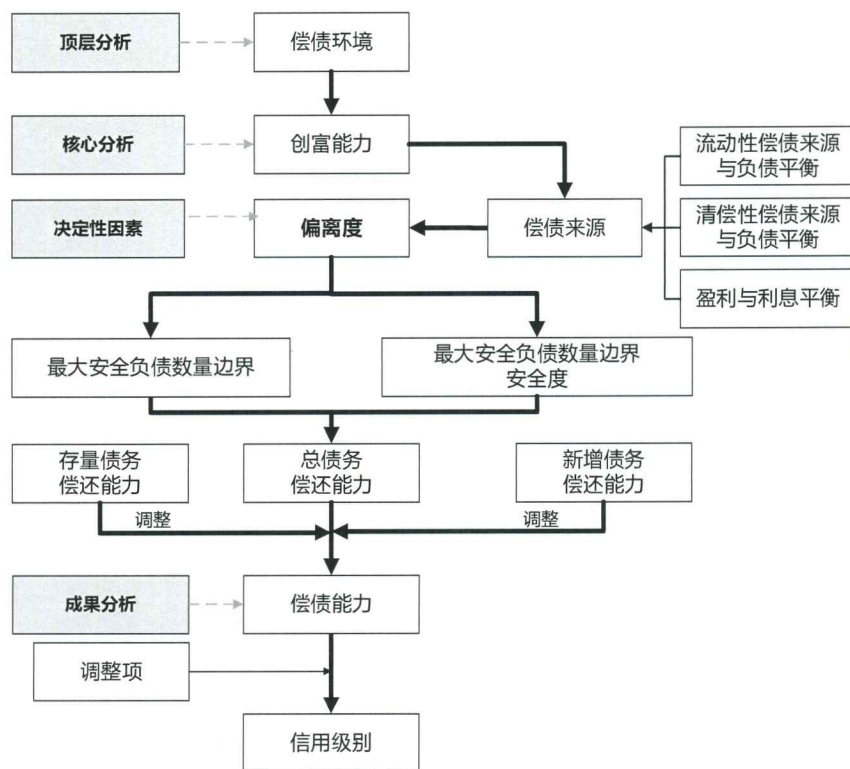 顶层分析
偿债环境
核心分析
创富能力
流动性偿债来源
与负债平衡
决定性因素
偏离度
偿债来源
清偿性偿债来源
与负债平衡
盈利与利息平衡
最大安全负债数量边界
最大安全负债数量边界
安全度
存量债务
偿还能力
总债务
偿还能力
新增债务
偿还能力
调整
调整
成果分析
偿债能力
调整项
信用级别